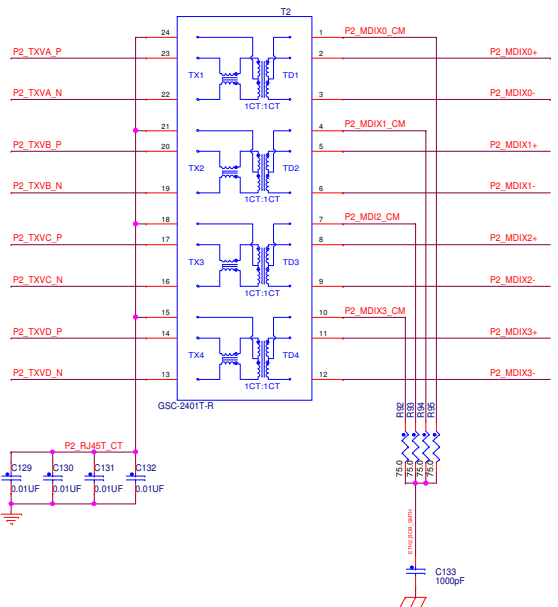 T2
24
1
P2_MDIX0_CM
P2_TXVA_P
23
2
P2_MDIX0+
TX1
TD1
P2_TXVA_N
22
3
P2_MDIX0-
1CT:1CT
21
4
P2_MDIX1_CM
P2_TXVB_P
20
5
P2_MDIX1+
TX2
TD2
P2_TXVB_N
19
6
P2_MDIX1-
1CT:1CT
18
7
P2_MDI2_CM
P2_TXVC_P
17
8
P2_MDIX2+
TX3
TD3
P2_TXVC_N
16
9
P2_MDIX2-
1CT:1CT
15
10
P2_MDIX3_CM
P2_TXVD_P
14
11
P2_MDIX3+
TX4
TD4
P2_TXVD_N
13
12
P2_MDIX3-
1CT:1CT
GSC-2401T-R
R92
R93
R94
R95
P2_RJ45T_CT
C129
C130
C131
C132
75.0
75.0
75.0
75.0
0.01UF
0.01UF
0.01UF
0.01UF
ETH2_BOB_SMTH
C133
1000pF